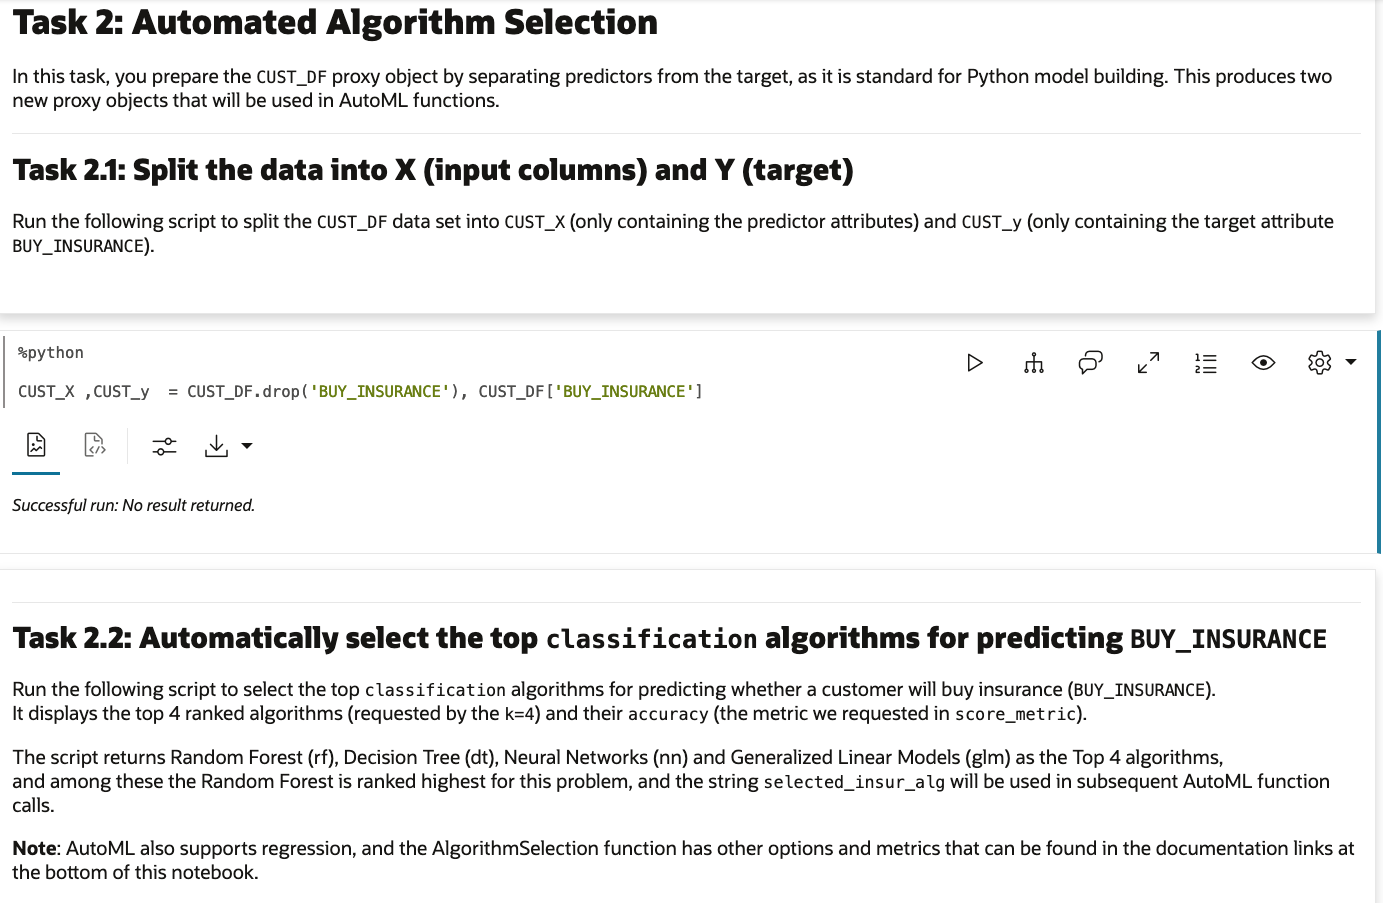 Task 2: Automated Algorithm Selection
In this task, you prepare the CUST_DF proxy object by separating predictors from the target, as it is standard for Python model building. This produces two
new proxy objects that will be used in AutoML functions.
Task 2.1: Split the data into X (input columns) and Y (target)
Run the following script to split the CUST_DF data set into CUST_X (only containing the predictor attributes) and CUST_y (only containing the target attribute
BUY_INSURANCE).
%python
CUST_X ,CUST_y  = CUST_DF.drop('BUY_INSURANCE'), CUST_DF['BUY_INSURANCE']
Successful run: No result returned.
Task 2.2: Automatically select the top classification algorithms for predicting BUY_INSURANCE
Run the following script to select the top classification algorithms for predicting whether a customer will buy insurance (BUY_INSURANCE).
It displays the top 4 ranked algorithms (requested by the k=4) and their accuracy (the metric we requested in score_metric).
The script returns Random Forest (rf), Decision Tree (dt), Neural Networks (nn) and Generalized Linear Models (glm) as the Top 4 algorithms,
and among these the Random Forest is ranked highest for this problem, and the string selected_insur_alg will be used in subsequent AutoML function
calls.
Note: AutoML also supports regression, and the AlgorithmSelection function has other options and metrics that can be found in the documentation links at
the bottom of this notebook.